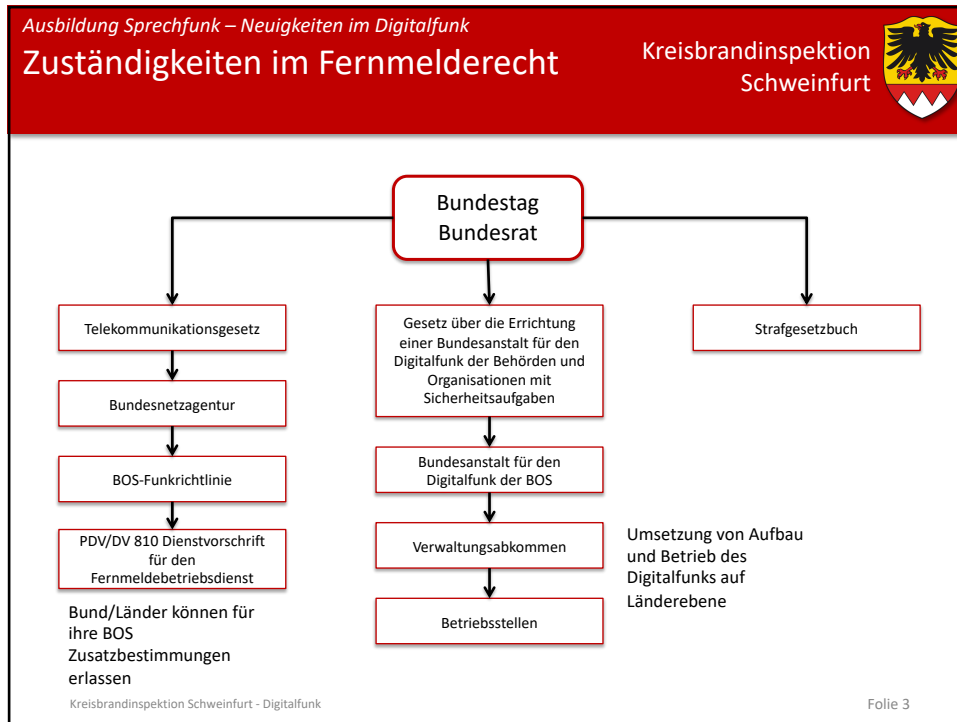 Ausbildung Sprechfunk – Neuigkeiten im Digitalfunk
Zuständigkeiten im Fernmelderecht
Kreisbrandinspektion
Schweinfurt
Bundestag
Bundesrat
Telekommunikationsgesetz
Bundesnetzagentur
BOS-Funkrichtlinie
PDV/DV 810 Dienstvorschrift
für den
Fernmeldebetriebsdienst
Bund/Länder können für
ihre BOS
Zusatzbestimmungen
erlassen
Gesetz über die Errichtung
einer Bundesanstalt für den
Digitalfunk der Behörden und
Organisationen mit
Sicherheitsaufgaben
Bundesanstalt für den
Digitalfunk der BOS
Verwaltungsabkommen
Betriebsstellen
Umsetzung von Aufbau
und Betrieb des
Digitalfunks auf
Länderebene
Strafgesetzbuch
Kreisbrandinspektion Schweinfurt - Digitalfunk
Folie 3